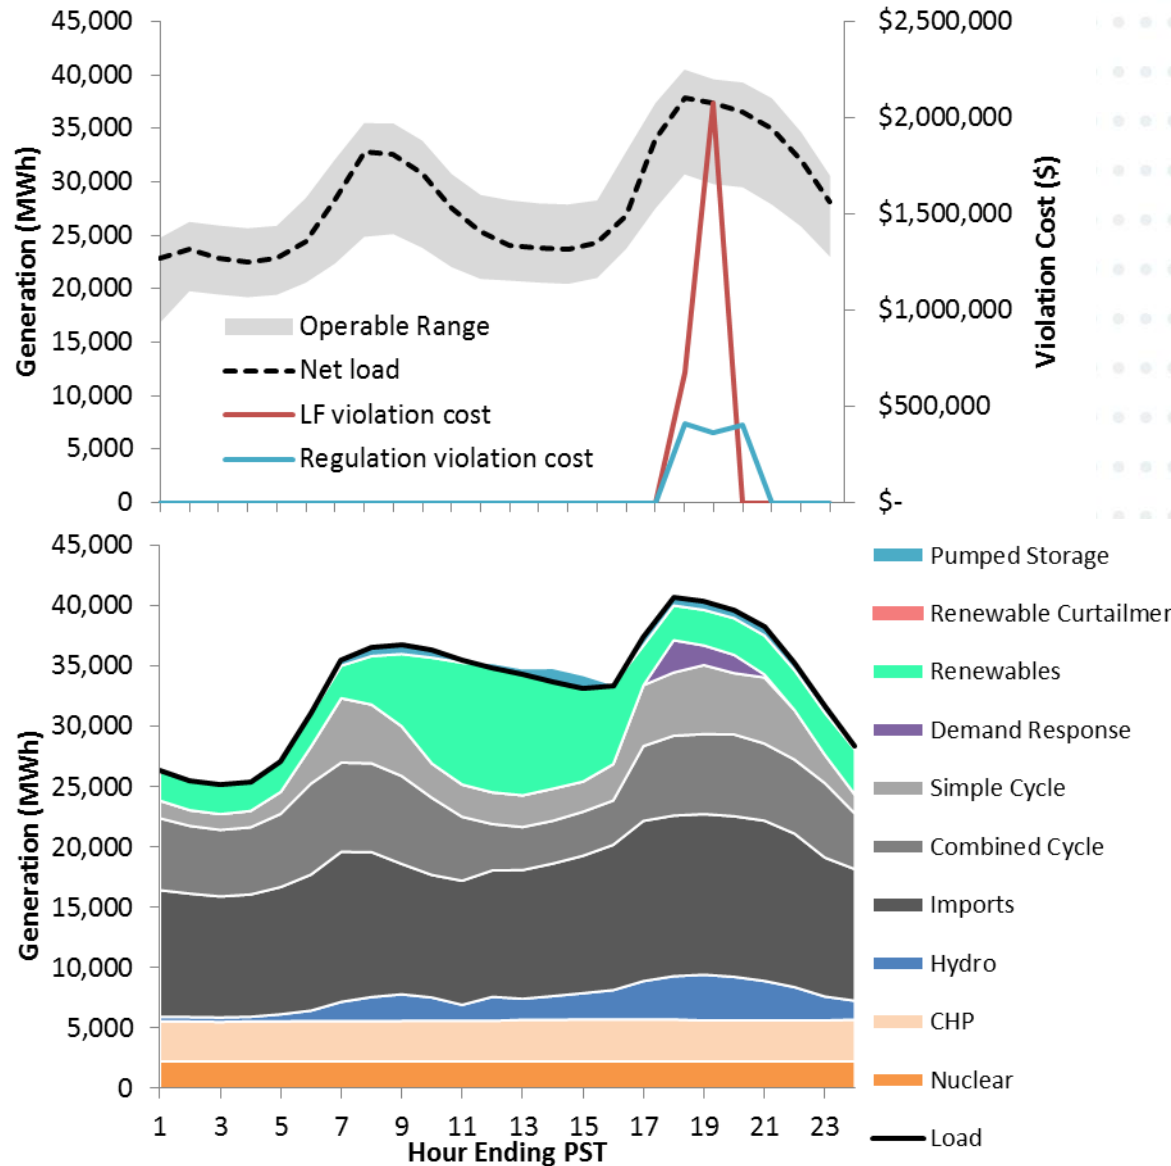 45,000
40,000
35,000
30,000
25,000
20,000
15,000
10,000
5,000
0
Generation (MWh)
$2,500,000
$2,000,000
$1,500,000
$1,000,000
$500,000
$-
Violation Cost ($)
Operable Range
Net load
LF violation cost
Regulation violation cost
45,000
40,000
35,000
30,000
25,000
20,000
15,000
10,000
5,000
0
Generation (MWh)
1 3 5 7 9 11 13 15 17 19 21 23
Hour Ending PST
Pumped Storage
Renewable Curtailmer
Renewables
Demand Response
Simple Cycle
Combined Cycle
Imports
Hydro
CHP
Nuclear
Load